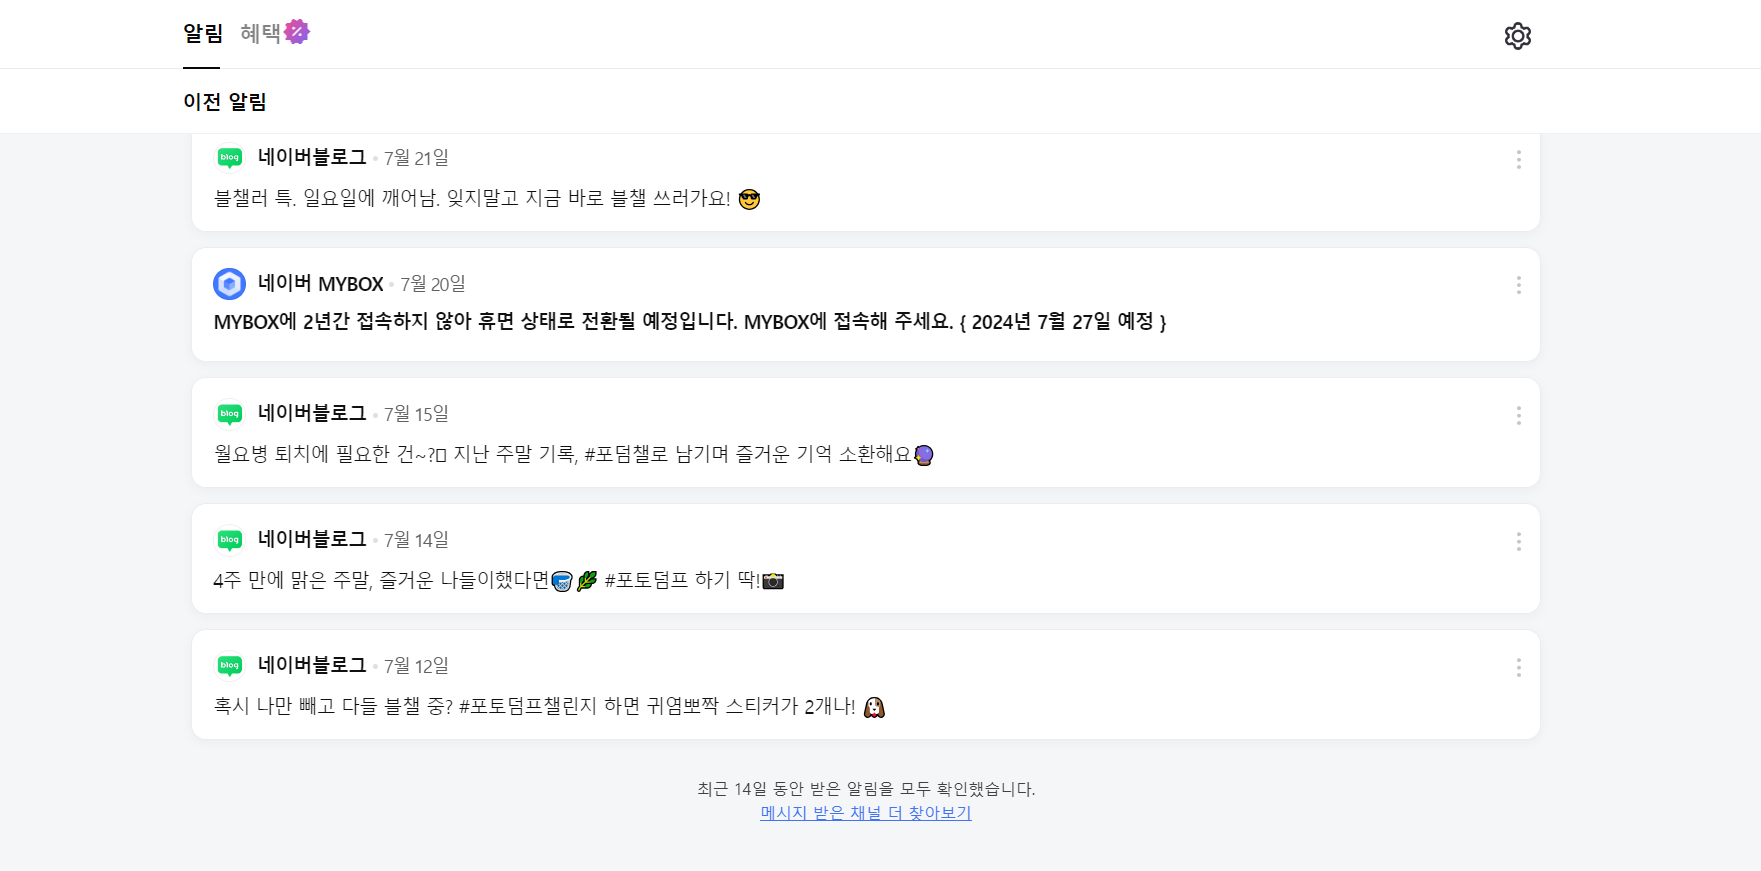 알림 혜택
이전 알림
blog 네이버블로그 7월 21일
블챌러 특. 일요일에 깨어남. 잊지말고 지금 바로 블챌 쓰러가요! 😎
네이버 MYBOX 7월 20일
MYBOX에 2년간 접속하지 않아 휴면 상태로 전환될 예정입니다. MYBOX에 접속해 주세요. { 2024년 7월 27일 예정 }
blog 네이버블로그 7월 15일
월요병 퇴치에 필요한 건~?▯ 지난 주말 기록, #포덤챌로 남기며 즐거운 기억 소환해요🔮
blog 네이버블로그 7월 14일
4주 만에 맑은 주말, 즐거운 나들이했다면🥣🌿 #포토덤프 하기 딱!📸
blog 네이버블로그 7월 12일
혹시 나만 빼고 다들 블챌 중? #포토덤프챌린지 하면 귀염뽀짝 스티커가 2개나! 🐶
최근 14일 동안 받은 알림을 모두 확인했습니다.
메시지 받은 채널 더 찾아보기